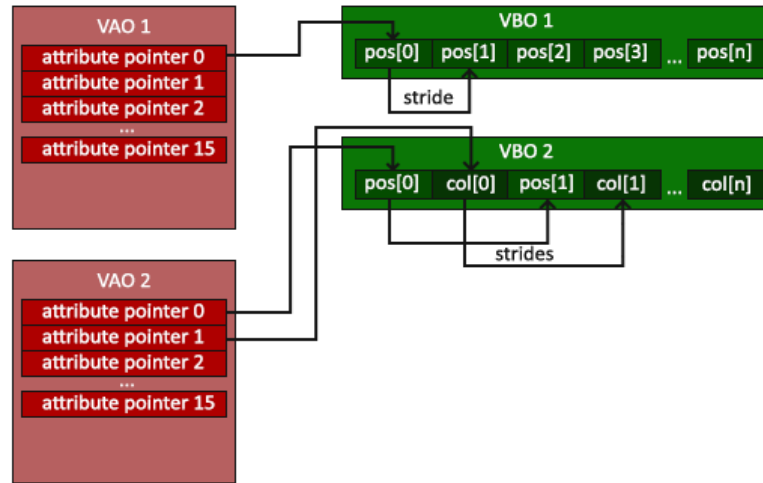 VAO 1
attribute pointer 0
attribute pointer 1
attribute pointer 2
...
attribute pointer 15
VBO 1
pos[0] pos[1] pos[2] pos[3] ... pos[n]
stride
VBO 2
pos[0] col[0] pos[1] col[1] ... col[n]
strides
VAO 2
attribute pointer 0
attribute pointer 1
attribute pointer 2
...
attribute pointer 15